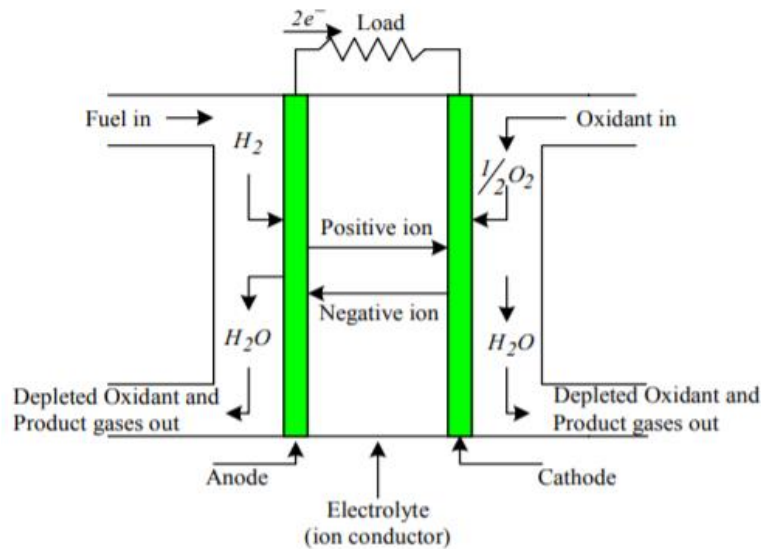 2e⁻
Load
Fuel in
Oxidant in
H₂
½O₂
Positive ion
Negative ion
H₂O
H₂O
Depleted Oxidant and
Product gases out
Depleted Oxidant and
Product gases out
Anode
Cathode
Electrolyte
(ion conductor)